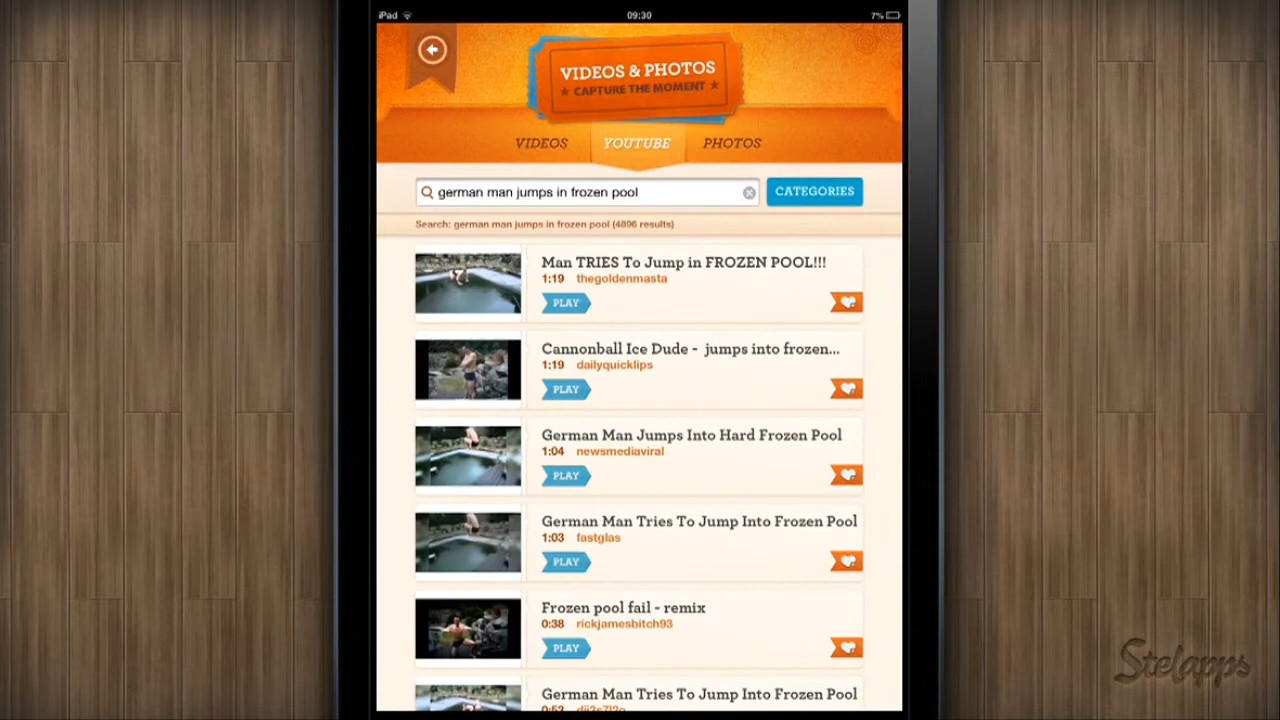 iPad
09:30
7%
VIDEOS & PHOTOS
★ CAPTURE THE MOMENT ★
VIDEOS
YOUTUBE
PHOTOS
german man jumps in frozen pool
CATEGORIES
Search: german man jumps in frozen pool (4896 results)
Man TRIES To Jump in FROZEN POOL!!!
1:19 thegoldenmasta
PLAY
Cannonball Ice Dude - jumps into frozen...
1:19 dailyquicklips
PLAY
German Man Jumps Into Hard Frozen Pool
1:04 newsmediaviral
PLAY
German Man Tries To Jump Into Frozen Pool
1:03 fastglas
PLAY
Frozen pool fail - remix
0:38 rickjamesbitch93
PLAY
German Man Tries To Jump Into Frozen Pool
Stelapps